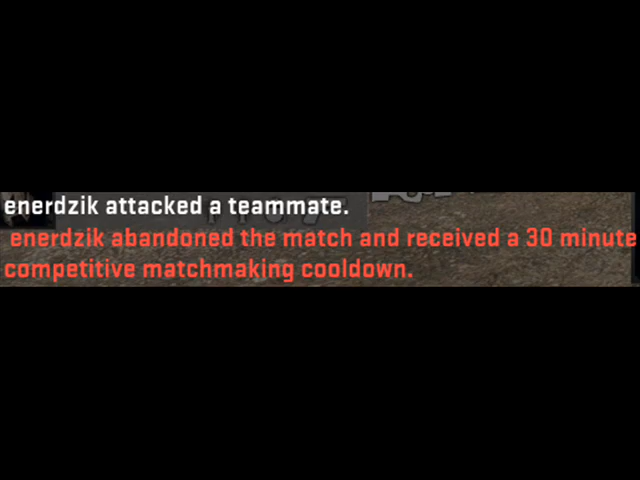 enerdzik attacked a teammate.
enerdzik abandoned the match and received a 30 minute
competitive matchmaking cooldown.